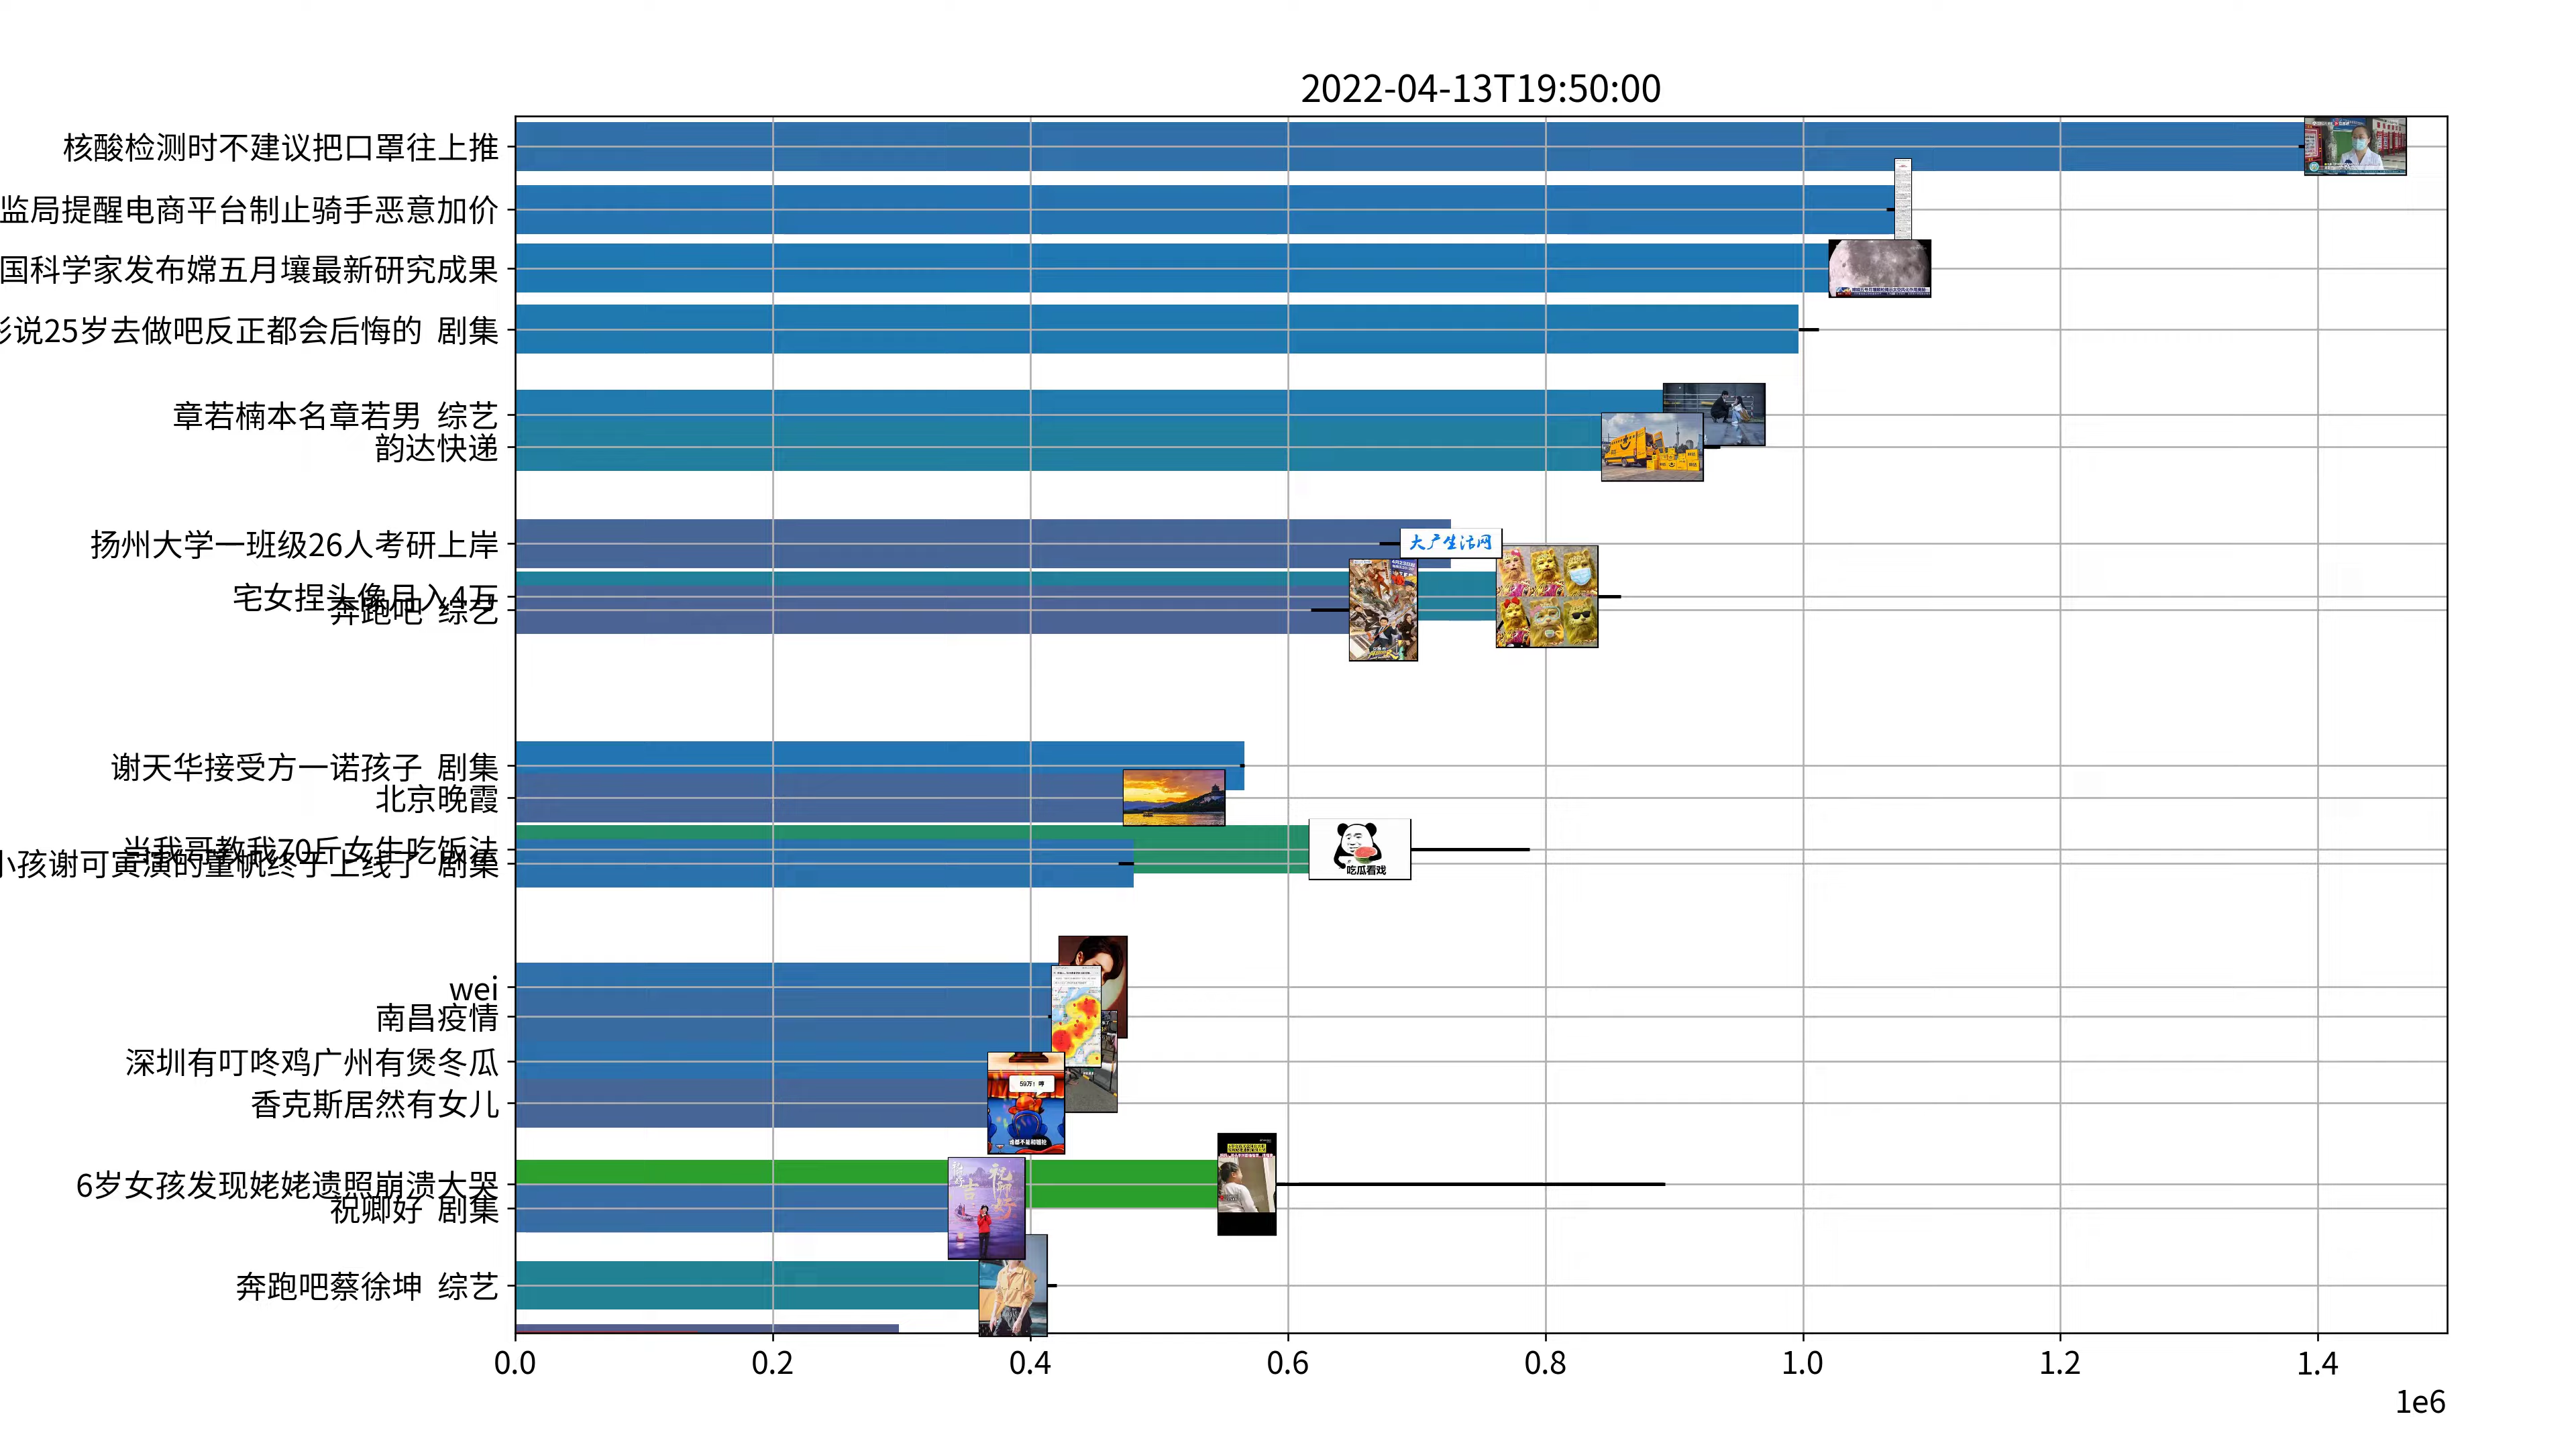 2022-04-13T19:50:00
核酸检测时不建议把口罩往上推
监局提醒电商平台制止骑手恶意加价
国科学家发布嫦五月壤最新研究成果
说25岁去做吧反正都会后悔的 剧集
章若楠本名章若男 综艺
韵达快递
扬州大学一班级26人考研上岸
大产生活网
宅女捏头像月入4万
奔跑吧 综艺
谢天华接受方一诺孩子 剧集
北京晚霞
当我哥教我70斤女生吃饭法
小孩谢可寅演的董帆终于上线了 剧集
吃瓜看戏
wei
南昌疫情
深圳有叮咚鸡广州有煲冬瓜
香克斯居然有女儿
6岁女孩发现姥姥遗照崩溃大哭
祝卿好 剧集
祝卿好
奔跑吧蔡徐坤 综艺
0.0 0.2 0.4 0.6 0.8 1.0 1.2 1.4
1e6